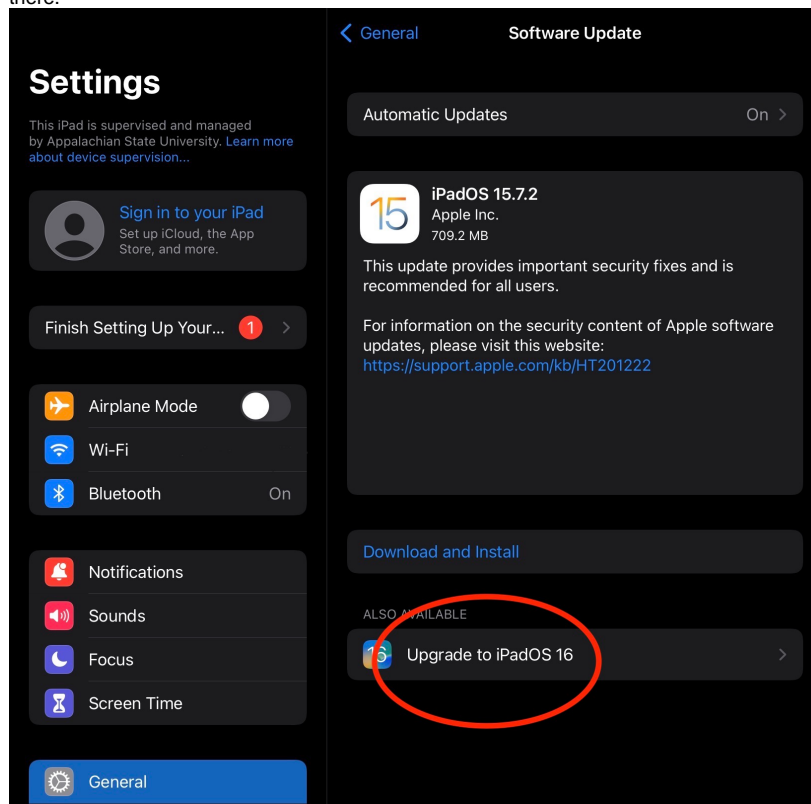 there.
General
Software Update
Settings
This iPad is supervised and managed
by Appalachian State University. Learn more
about device supervision...
Sign in to your iPad
Set up iCloud, the App
Store, and more.
Finish Setting Up Your... 1
Airplane Mode
Wi-Fi
Bluetooth On
Notifications
Sounds
Focus
Screen Time
General
Automatic Updates On
15
iPadOS 15.7.2
Apple Inc.
709.2 MB
This update provides important security fixes and is
recommended for all users.
For information on the security content of Apple software
updates, please visit this website:
https://support.apple.com/kb/HT201222
Download and Install
ALSO AVAILABLE
16 Upgrade to iPadOS 16